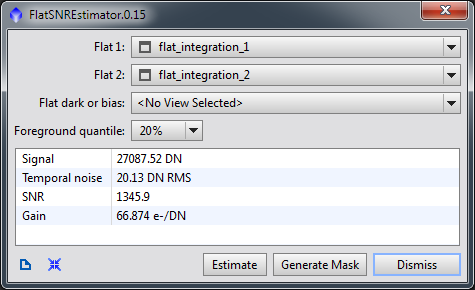 FlatSNREstimator.0.15
Flat 1: flat_integration_1
Flat 2: flat_integration_2
Flat dark or bias: <No View Selected>
Foreground quantile: 20%
Signal 27087.52 DN
Temporal noise 20.13 DN RMS
SNR 1345.9
Gain 66.874 e-/DN
Estimate Generate Mask Dismiss